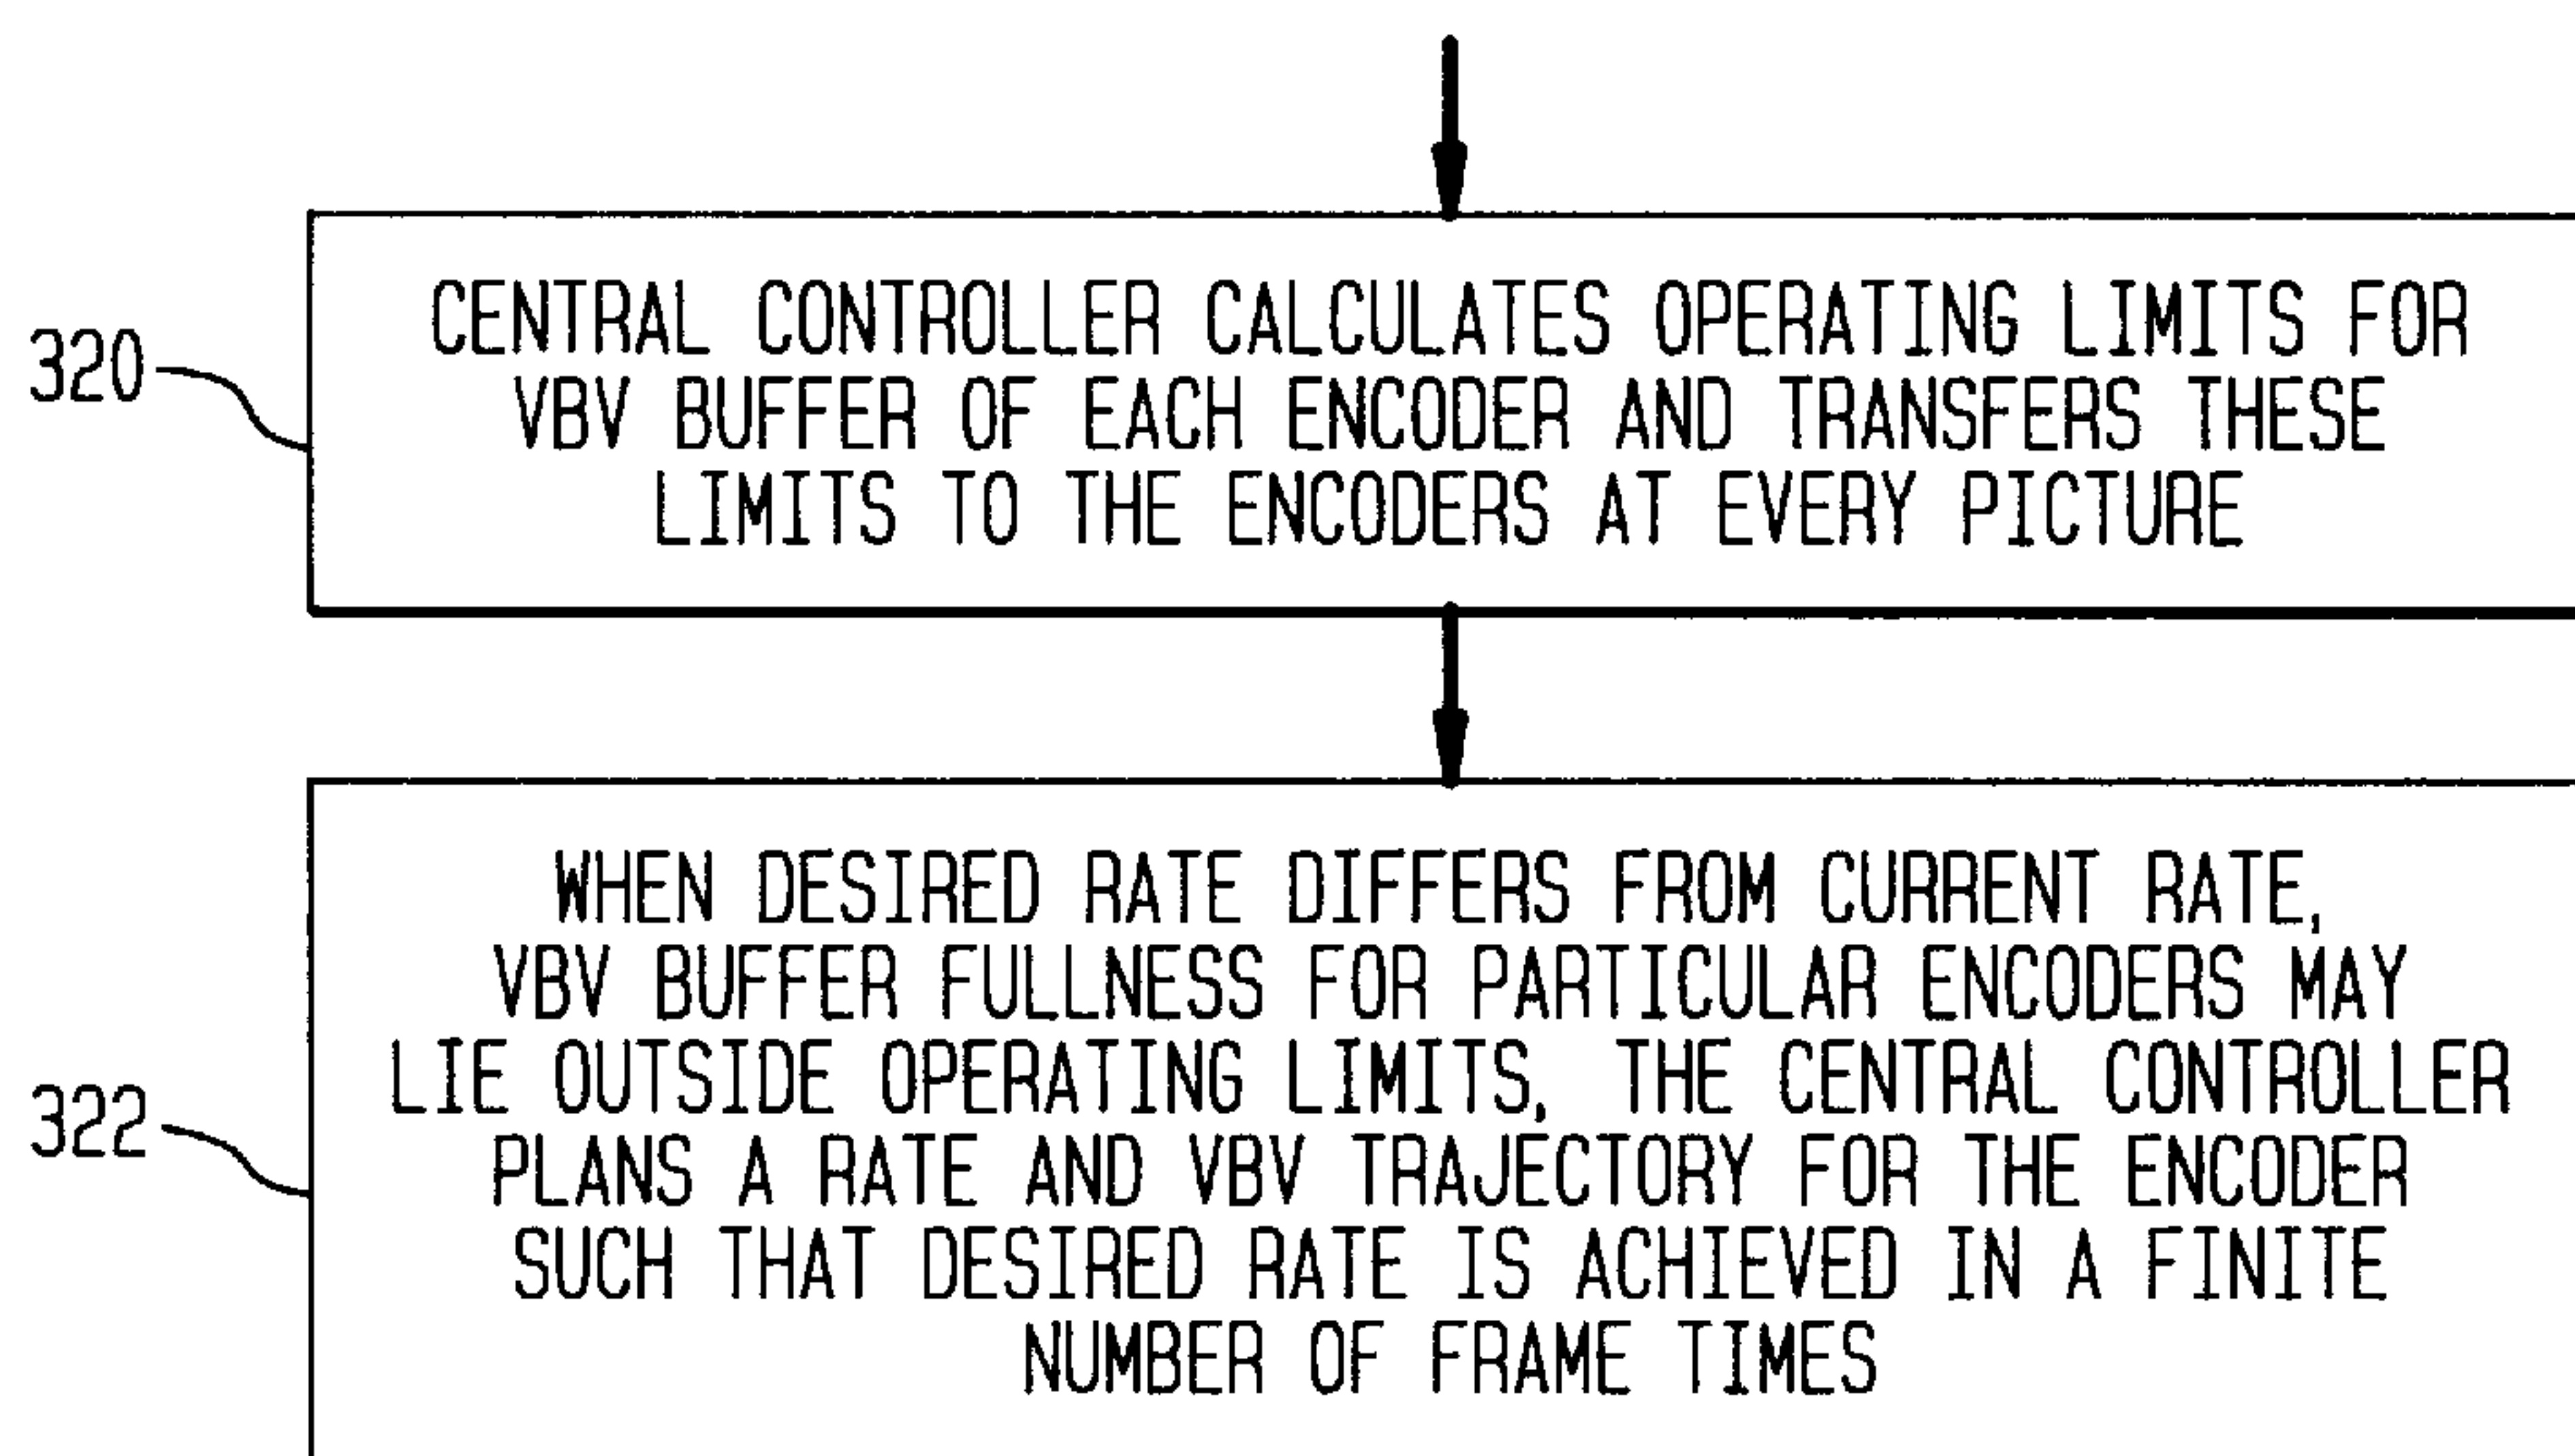 320
CENTRAL CONTROLLER CALCULATES OPERATING LIMITS FOR
VBV BUFFER OF EACH ENCODER AND TRANSFERS THESE
LIMITS TO THE ENCODERS AT EVERY PICTURE
322
WHEN DESIRED RATE DIFFERS FROM CURRENT RATE,
VBV BUFFER FULLNESS FOR PARTICULAR ENCODERS MAY
LIE OUTSIDE OPERATING LIMITS, THE CENTRAL CONTROLLER
PLANS A RATE AND VBV TRAJECTORY FOR THE ENCODER
SUCH THAT DESIRED RATE IS ACHIEVED IN A FINITE
NUMBER OF FRAME TIMES